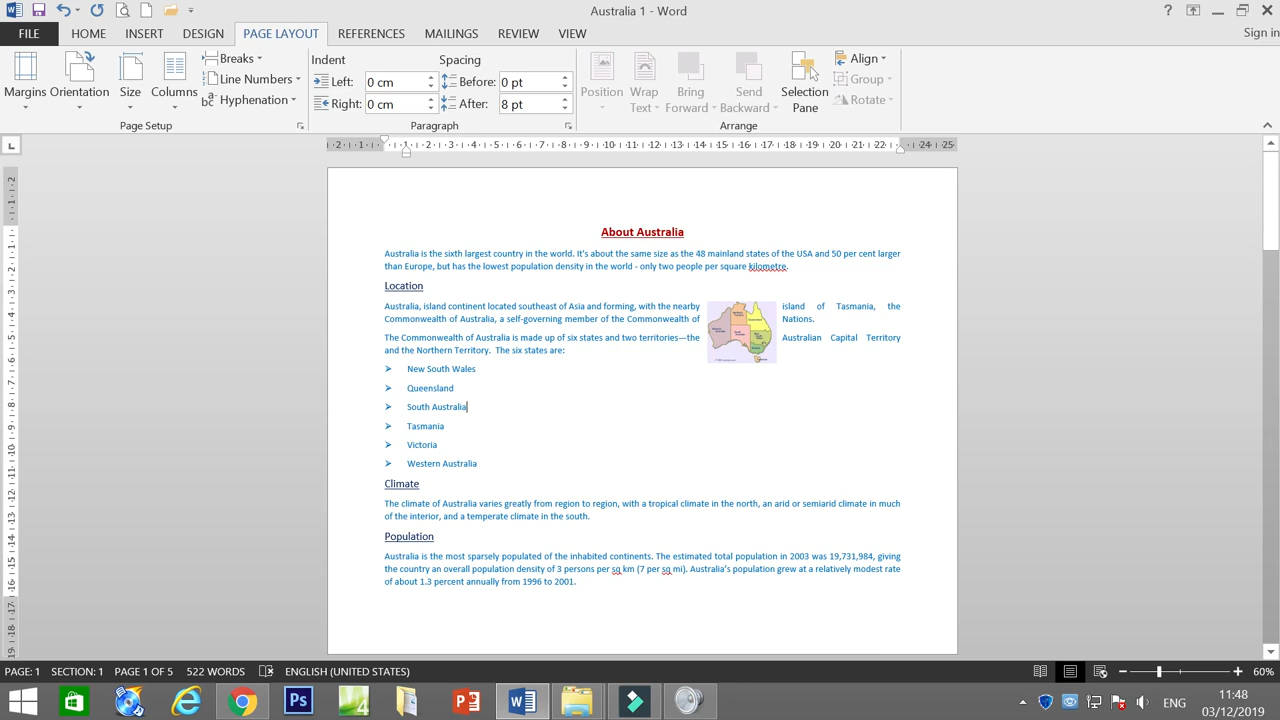 Australia 1 - Word
Sign in
FILE HOME INSERT DESIGN PAGE LAYOUT REFERENCES MAILINGS REVIEW VIEW
Margins Orientation Size Columns
Breaks
Line Numbers
Hyphenation
Page Setup
Indent Spacing
Left: 0 cm Before: 0 pt
Right: 0 cm After: 8 pt
Paragraph
Position Wrap Text Bring Forward Send Backward Selection Pane
Align
Group
Rotate
Arrange
About Australia
Australia is the sixth largest country in the world. It's about the same size as the 48 mainland states of the USA and 50 per cent larger
than Europe, but has the lowest population density in the world - only two people per square kilometre.
Location
Australia, island continent located southeast of Asia and forming, with the nearby island of Tasmania, the
Commonwealth of Australia, a self-governing member of the Commonwealth of Nations.
The Commonwealth of Australia is made up of six states and two territories—the Australian Capital Territory
and the Northern Territory. The six states are:
New South Wales
Queensland
South Australia
Tasmania
Victoria
Western Australia
Climate
The climate of Australia varies greatly from region to region, with a tropical climate in the north, an arid or semiarid climate in much
of the interior, and a temperate climate in the south.
Population
Australia is the most sparsely populated of the inhabited continents. The estimated total population in 2003 was 19,731,984, giving
the country an overall population density of 3 persons per sq km (7 per sq mi). Australia's population grew at a relatively modest rate
of about 1.3 percent annually from 1996 to 2001.
PAGE: 1 SECTION: 1 PAGE 1 OF 5 522 WORDS ENGLISH (UNITED STATES) 60%
ENG
11:48
03/12/2019